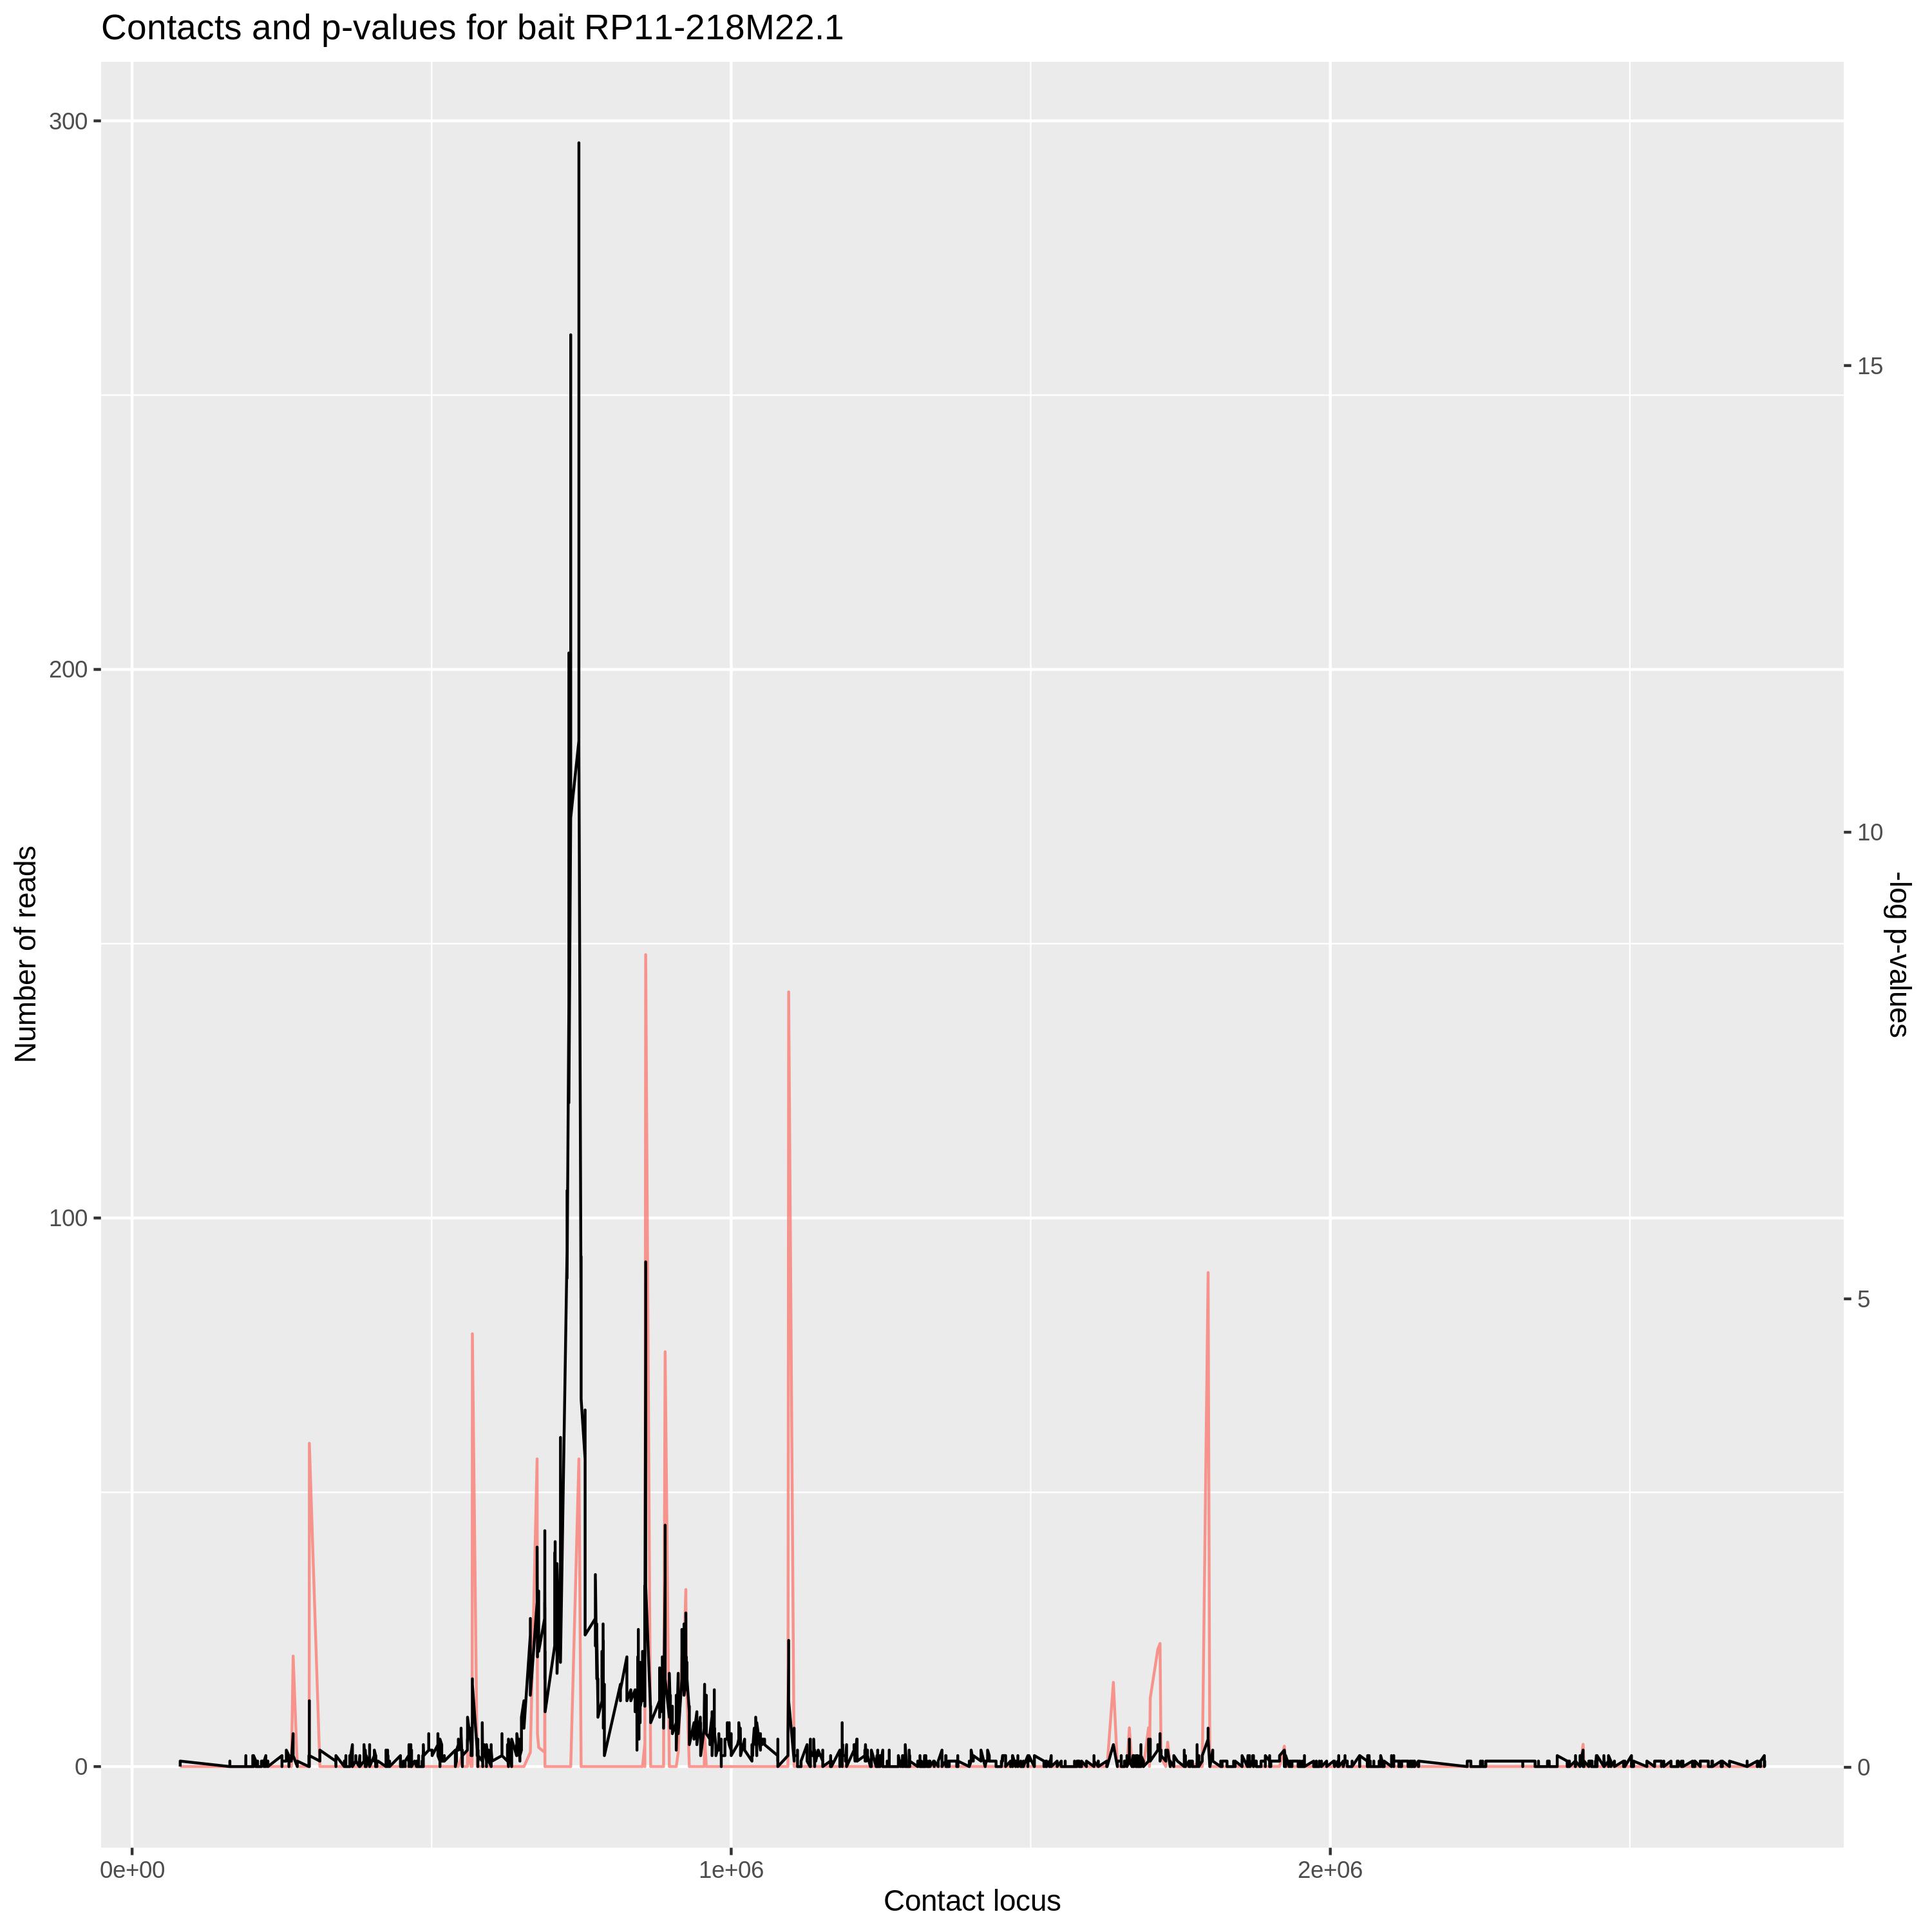 Contacts and p-values for bait RP11-218M22.1
300
200
100
0
Number of reads
15
10
5
0
-log p-values
0e+00
1e+06
2e+06
Contact locus